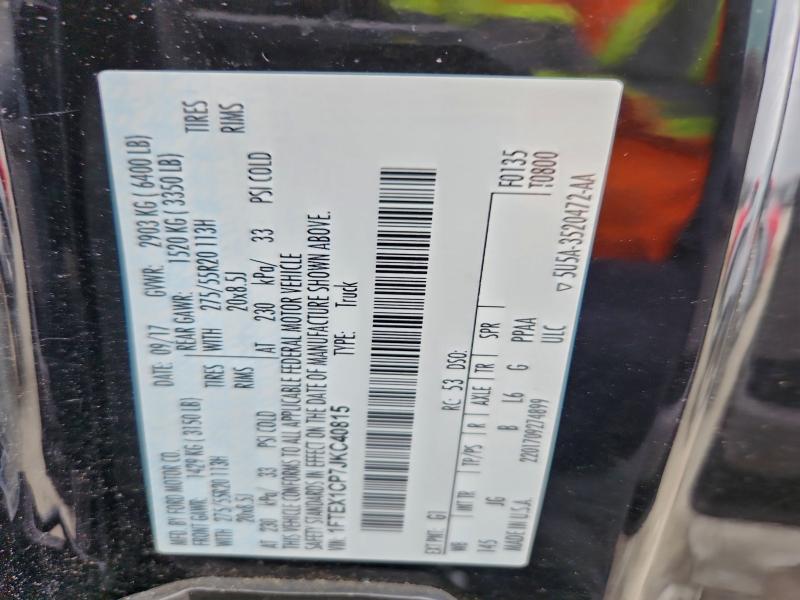 MFD. BY FORD MOTOR CO.
DATE: 09/17 GVWR: 2903 KG ( 6400 LB)
FRONT GAWR: 1429 KG ( 3150 LB) REAR GAWR: 1520 KG ( 3350 LB)
WITH 275/55R20 113H TIRES WITH 275/55R20 113H TIRES
20x8.5J RIMS 20x8.5J RIMS
AT 230 kPa/ 33 PSI COLD AT 230 kPa/ 33 PSI COLD
THIS VEHICLE CONFORMS TO ALL APPLICABLE FEDERAL MOTOR VEHICLE
SAFETY STANDARDS IN EFFECT ON THE DATE OF MANUFACTURE SHOWN ABOVE.
VIN: 1FTEX1CP7JKC40815 TYPE: Truck
F0135
EXT PNT: G1 RC: 53 DSO: T0800
WB INT TR TP/PS R AXLE TR SPR
145 JG B L6 G PPAA
MADE IN U.S.A. 2201709274899 ULC ▽ 5U5A-3520472-AA